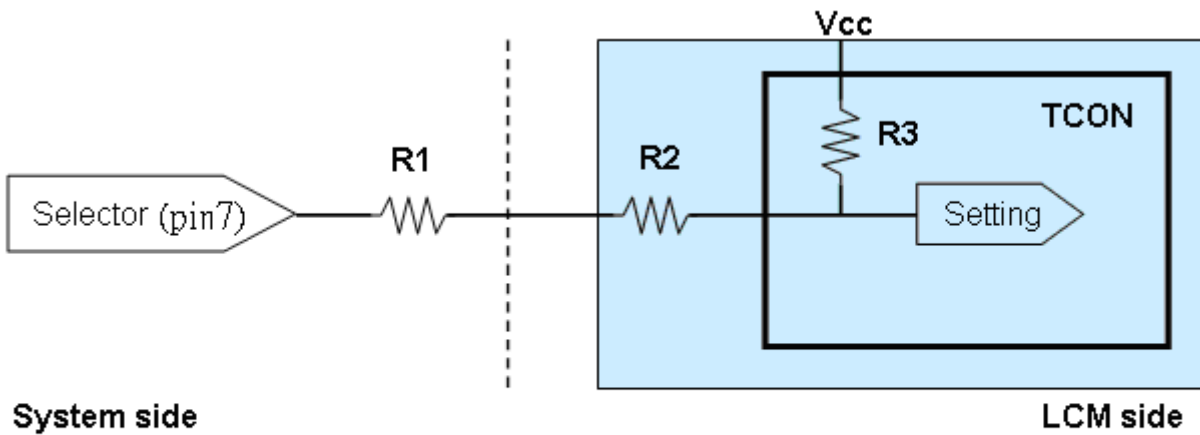 Vcc
TCON
R3
R1
R2
Selector (pin7)
Setting
System side
LCM side